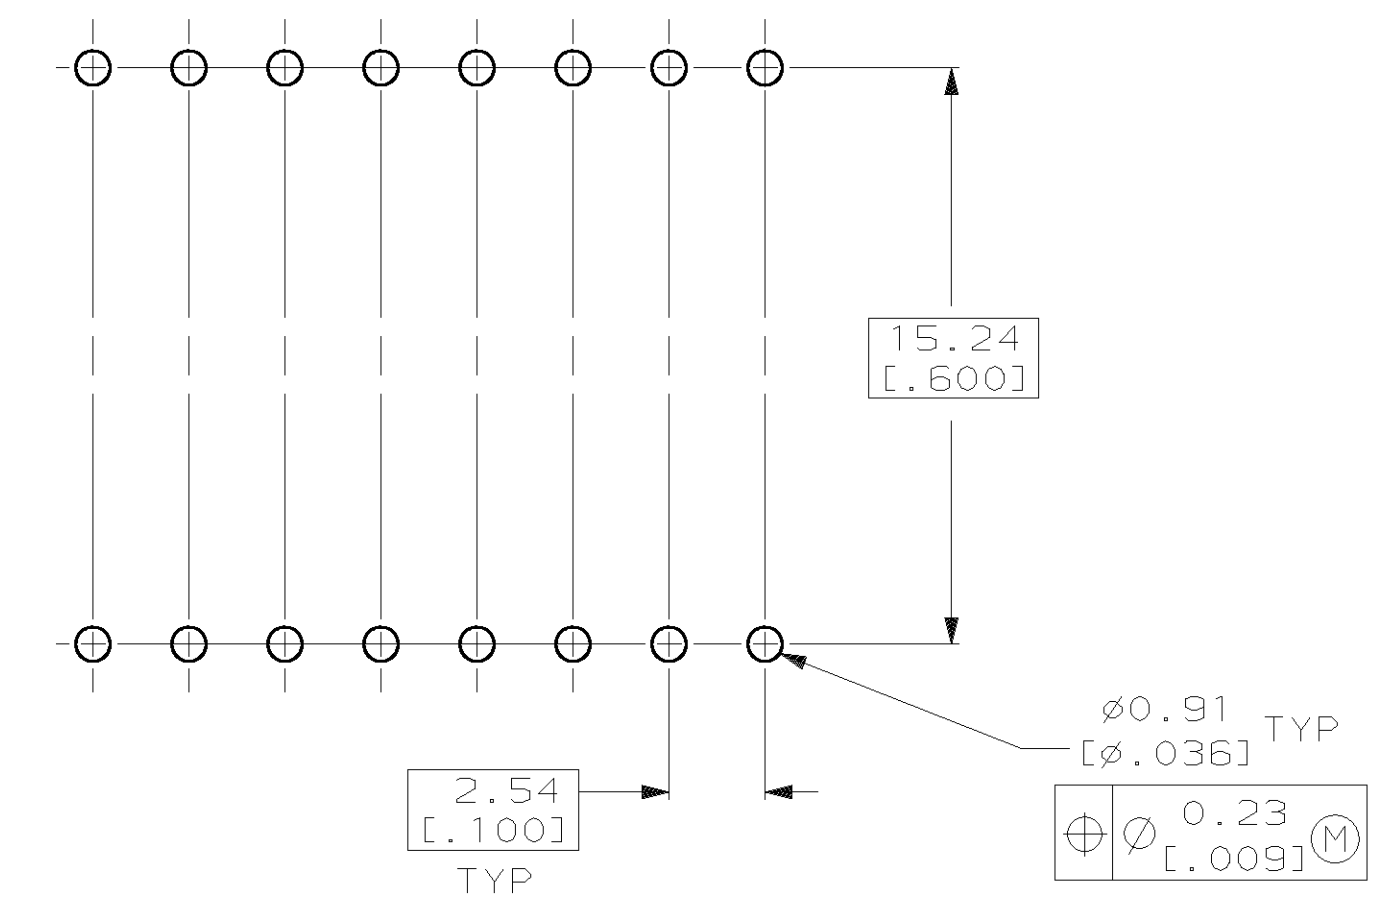 15.24
[.600]
⌀0.91
[⌀.036] TYP
2.54
[.100]
TYP
⌖ ⌀ 0.23
[.009] Ⓜ